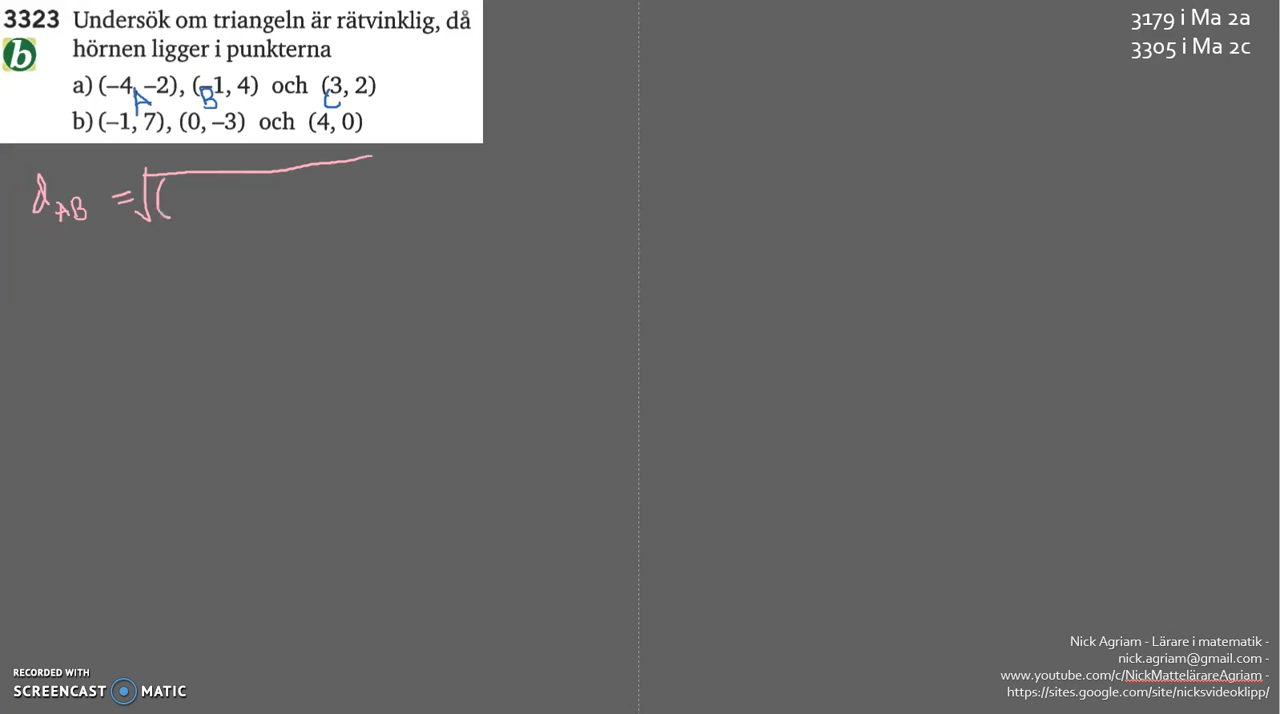 3323 Undersök om triangeln är rätvinklig, då
b hörnen ligger i punkterna
a) (–4, –2), (–1, 4) och (3, 2)
A B C
b) (–1, 7), (0, –3) och (4, 0)
d_AB = √(
3179 i Ma 2a
3305 i Ma 2c
Nick Agriam - Lärare i matematik -
nick.agriam@gmail.com -
www.youtube.com/c/NickMattelärareAgriam -
https://sites.google.com/site/nicksvideoklipp/
RECORDED WITH
SCREENCAST MATIC